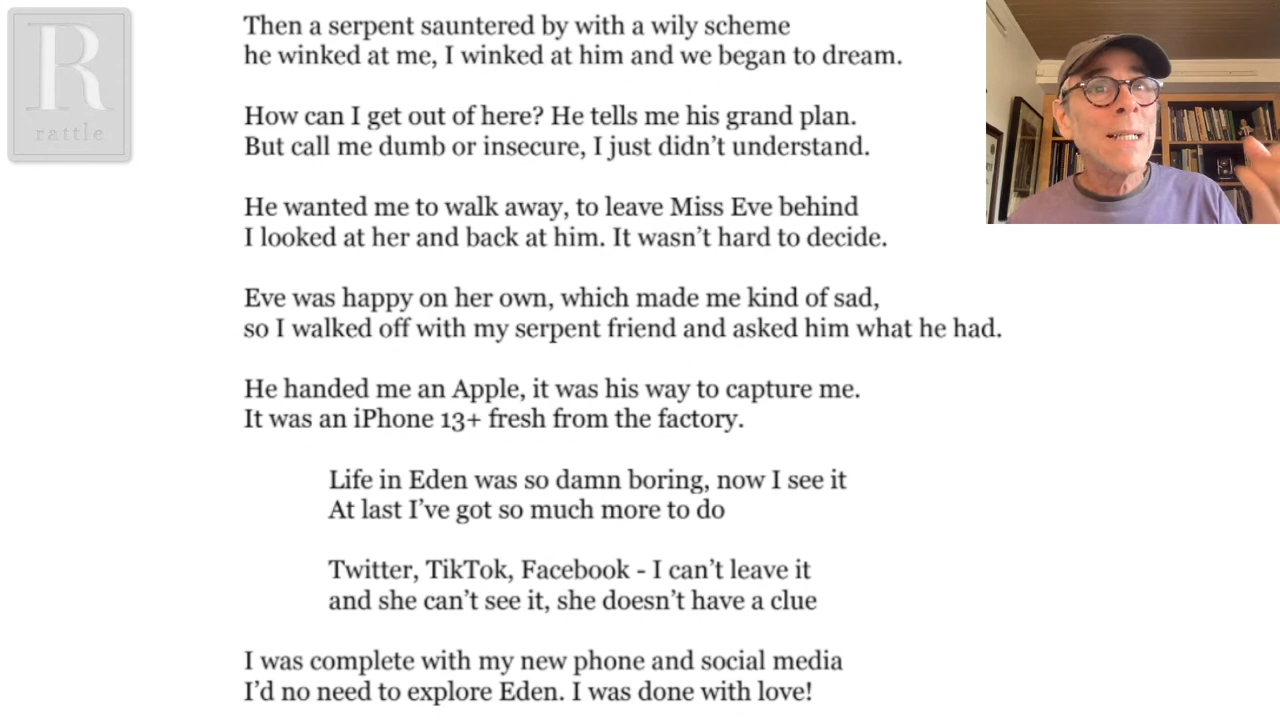 R
rattle
Then a serpent sauntered by with a wily scheme
he winked at me, I winked at him and we began to dream.
How can I get out of here? He tells me his grand plan.
But call me dumb or insecure, I just didn’t understand.
He wanted me to walk away, to leave Miss Eve behind
I looked at her and back at him. It wasn’t hard to decide.
Eve was happy on her own, which made me kind of sad,
so I walked off with my serpent friend and asked him what he had.
He handed me an Apple, it was his way to capture me.
It was an iPhone 13+ fresh from the factory.
Life in Eden was so damn boring, now I see it
At last I’ve got so much more to do
Twitter, TikTok, Facebook - I can’t leave it
and she can’t see it, she doesn’t have a clue
I was complete with my new phone and social media
I’d no need to explore Eden. I was done with love!